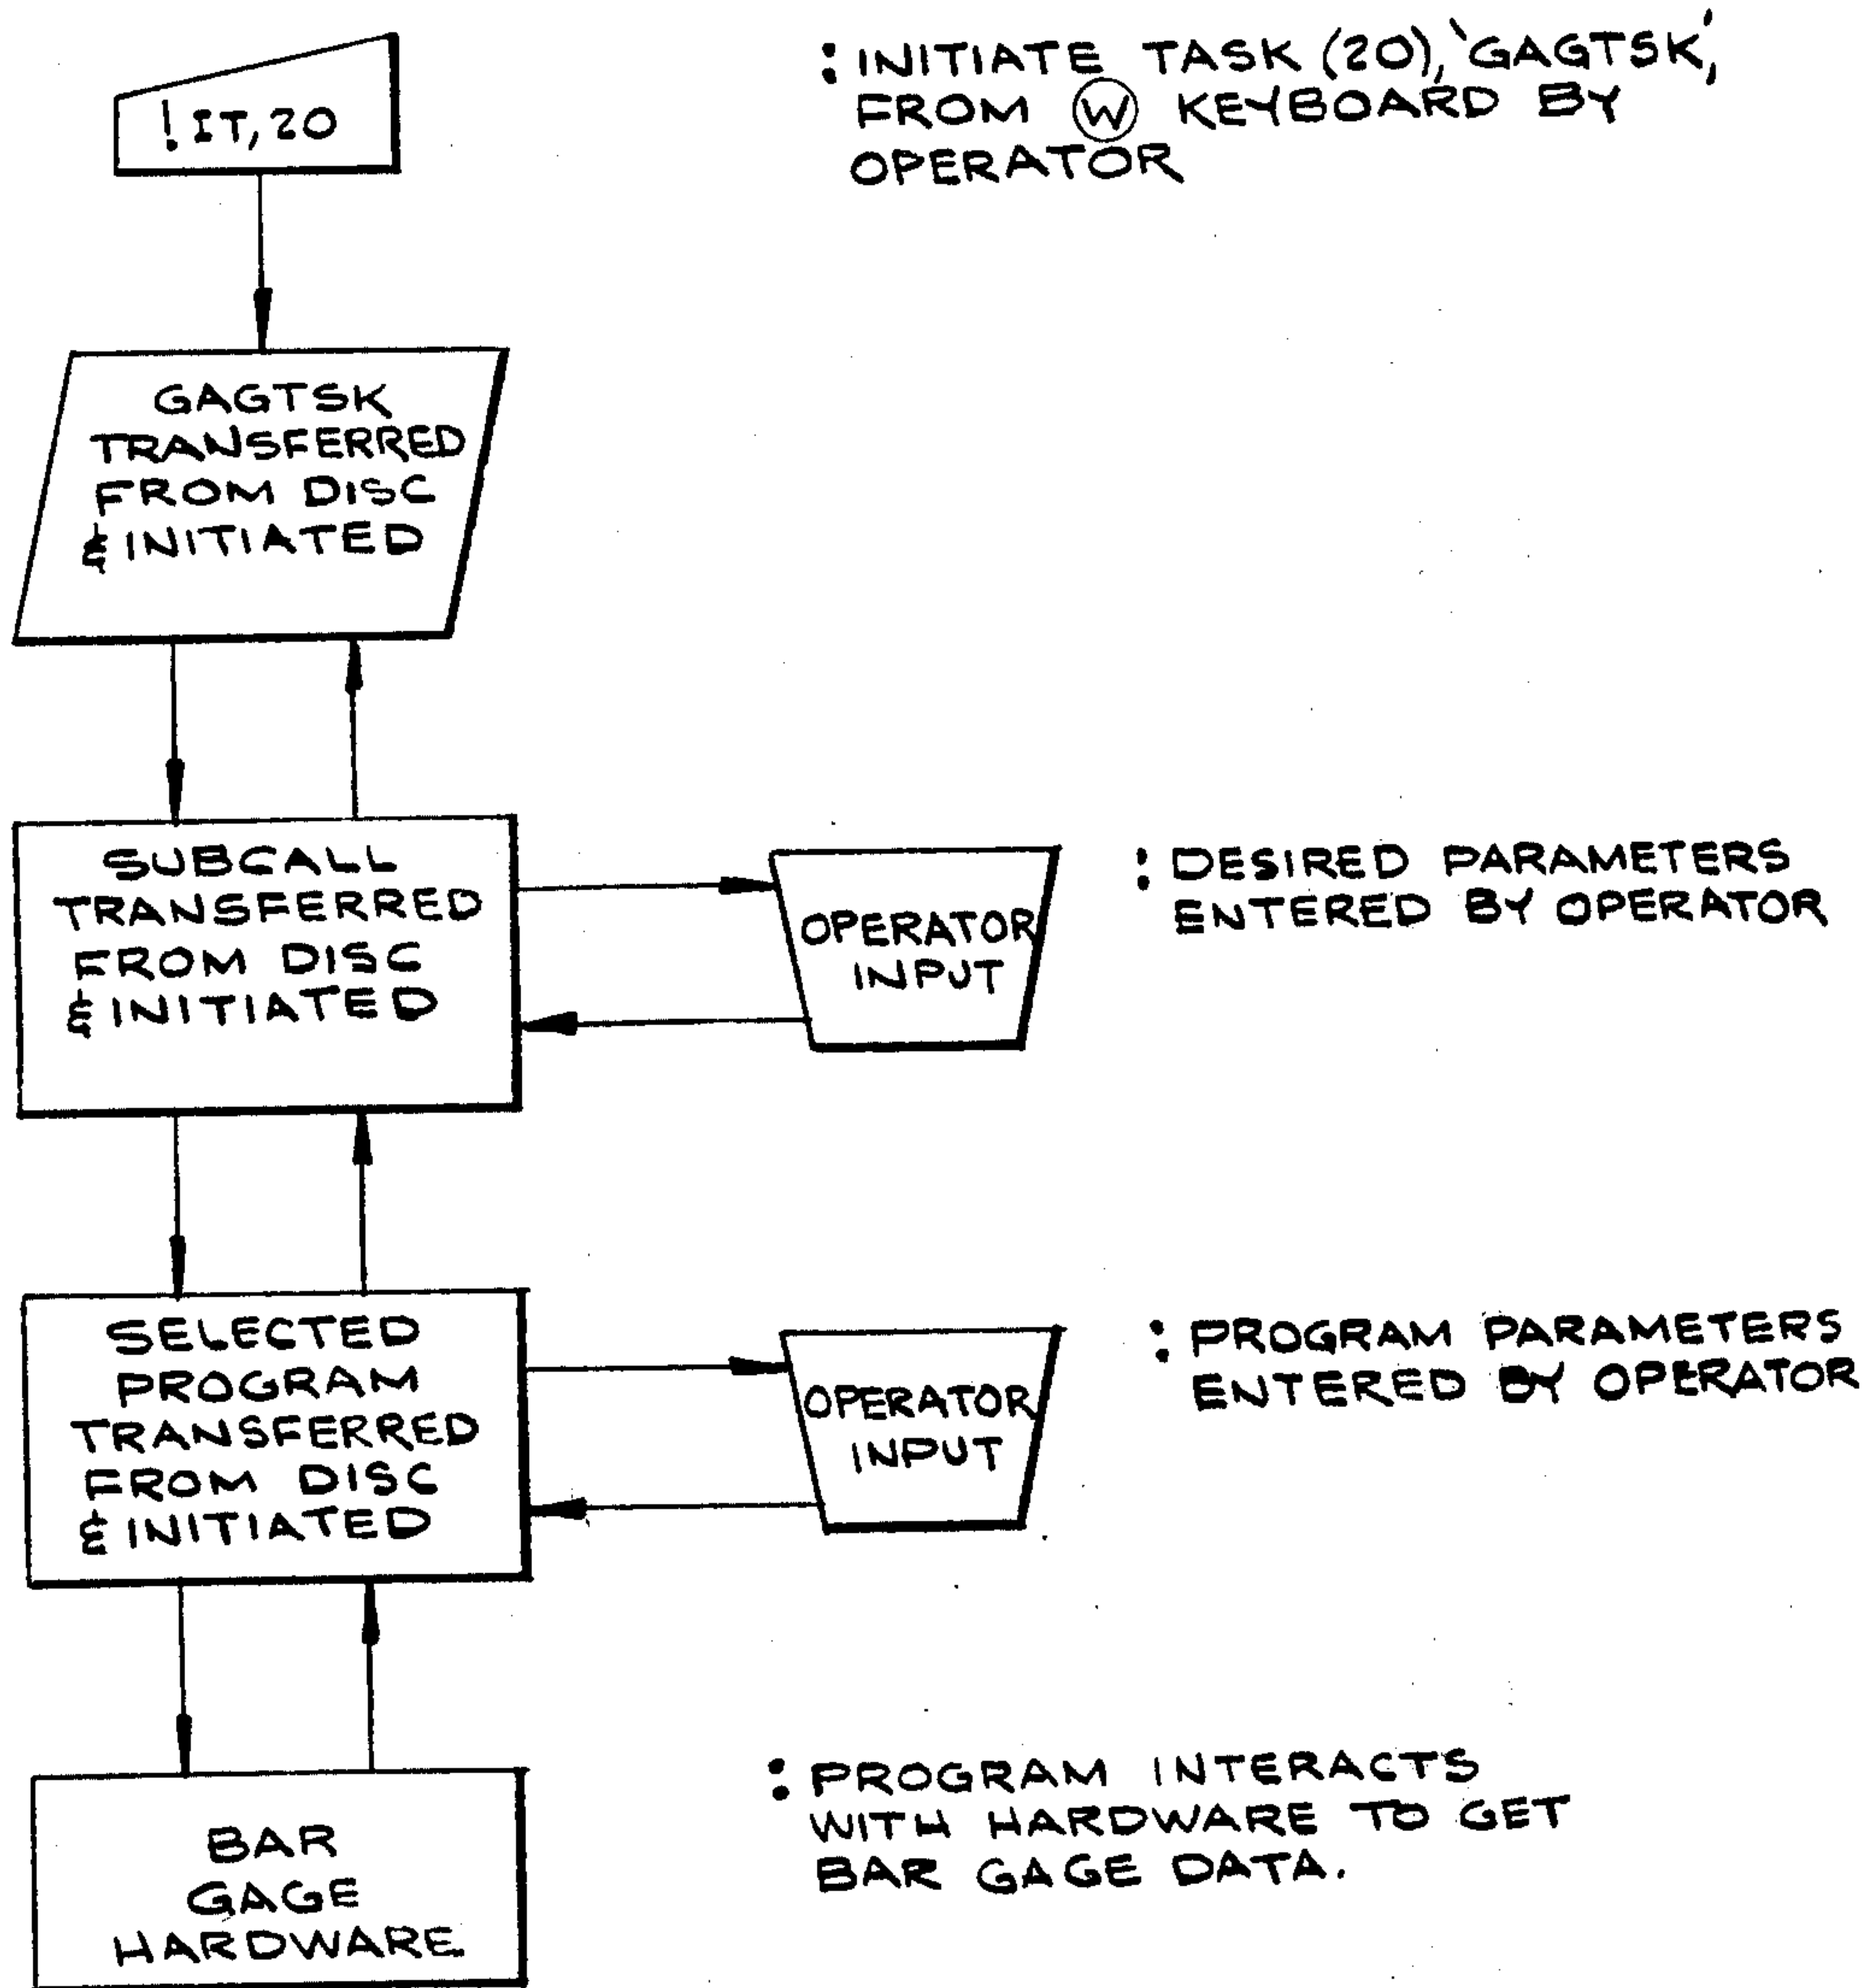 ! IT, 20
: INITIATE TASK (20), 'GAGTSK',
FROM W KEYBOARD BY
OPERATOR
GAGTSK
TRANSFERRED
FROM DISC
& INITIATED
SUBCALL
TRANSFERRED
FROM DISC
& INITIATED
OPERATOR
INPUT
: DESIRED PARAMETERS
ENTERED BY OPERATOR
SELECTED
PROGRAM
TRANSFERRED
FROM DISC
& INITIATED
OPERATOR
INPUT
: PROGRAM PARAMETERS
ENTERED BY OPERATOR
BAR
GAGE
HARDWARE
: PROGRAM INTERACTS
WITH HARDWARE TO GET
BAR GAGE DATA.